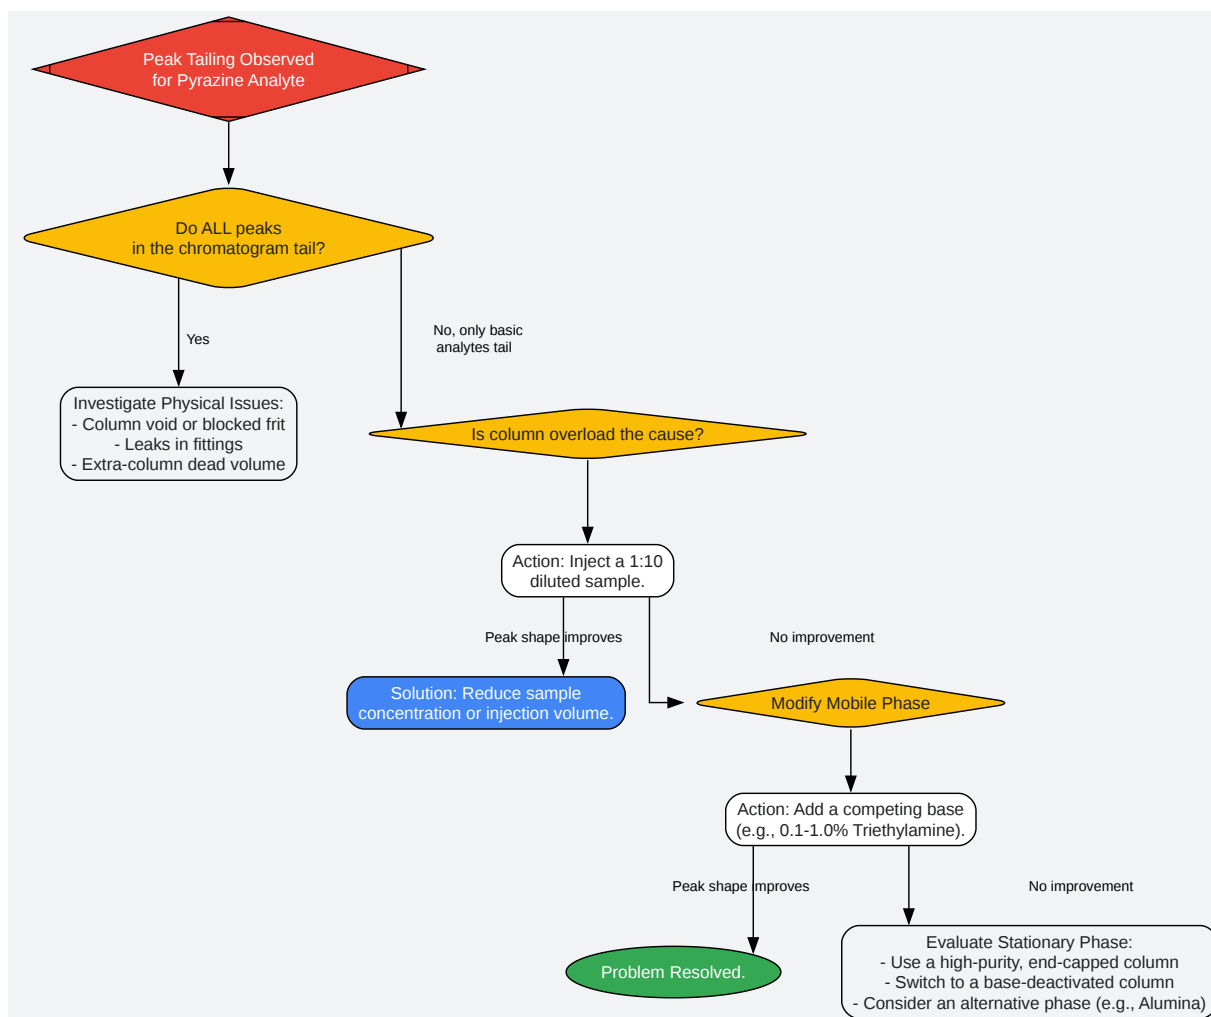 Peak Tailing Observed
for Pyrazine Analyte
Do ALL peaks
in the chromatogram tail?
Yes
No, only basic
analytes tail
Investigate Physical Issues:
- Column void or blocked frit
- Leaks in fittings
- Extra-column dead volume
Is column overload the cause?
Action: Inject a 1:10
diluted sample.
Peak shape improves
No improvement
Solution: Reduce sample
concentration or injection volume.
Modify Mobile Phase
Action: Add a competing base
(e.g., 0.1-1.0% Triethylamine).
Peak shape improves
No improvement
Problem Resolved.
Evaluate Stationary Phase:
- Use a high-purity, end-capped column
- Switch to a base-deactivated column
- Consider an alternative phase (e.g., Alumina)